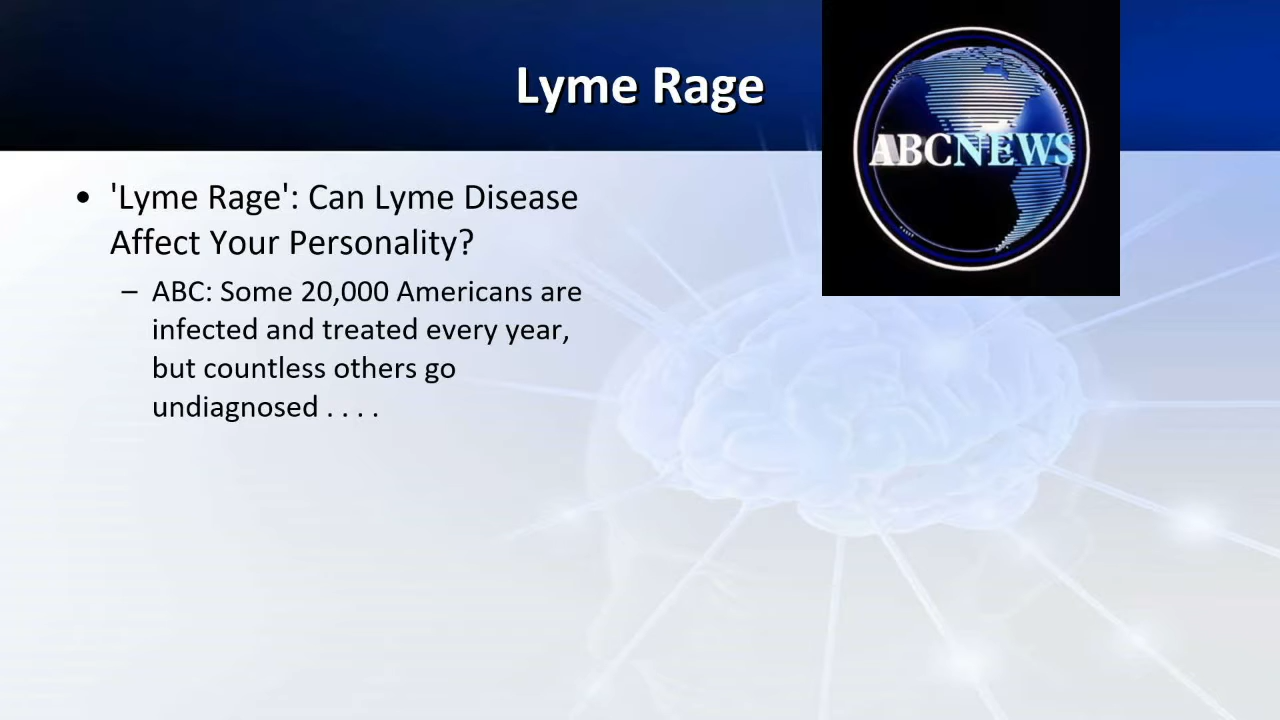 Lyme Rage
ABCNEWS
• 'Lyme Rage': Can Lyme Disease
Affect Your Personality?
– ABC: Some 20,000 Americans are
infected and treated every year,
but countless others go
undiagnosed . . . .